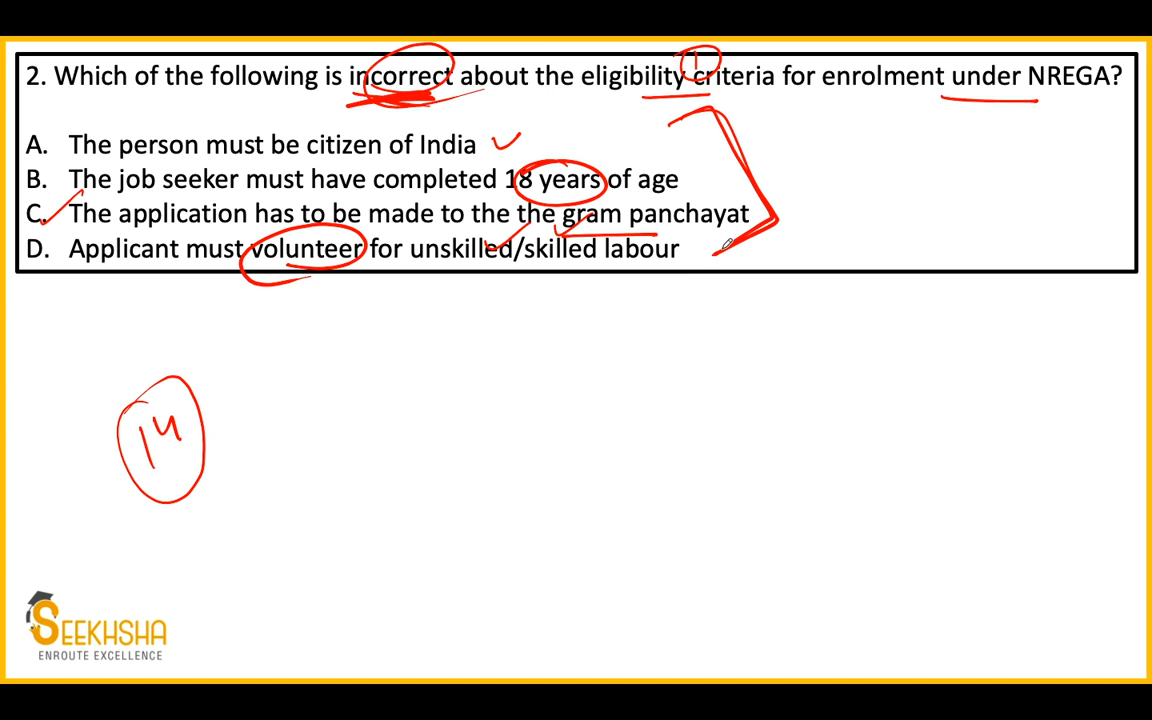 2. Which of the following is incorrect about the eligibility criteria for enrolment under NREGA?
1
A. The person must be citizen of India
B. The job seeker must have completed 18 years of age
C. The application has to be made to the the gram panchayat
D. Applicant must volunteer for unskilled/skilled labour
14
SEEKHSHA
ENROUTE EXCELLENCE